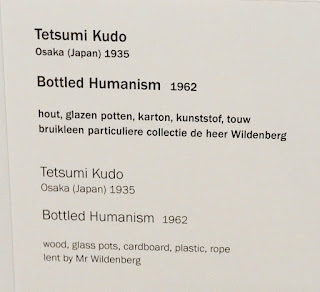 Tetsumi Kudo
Osaka (Japan) 1935
Bottled Humanism 1962
hout, glazen potten, karton, kunststof, touw
bruikleen particuliere collectie de heer Wildenberg
Tetsumi Kudo
Osaka (Japan) 1935
Bottled Humanism 1962
wood, glass pots, cardboard, plastic, rope
lent by Mr Wildenberg